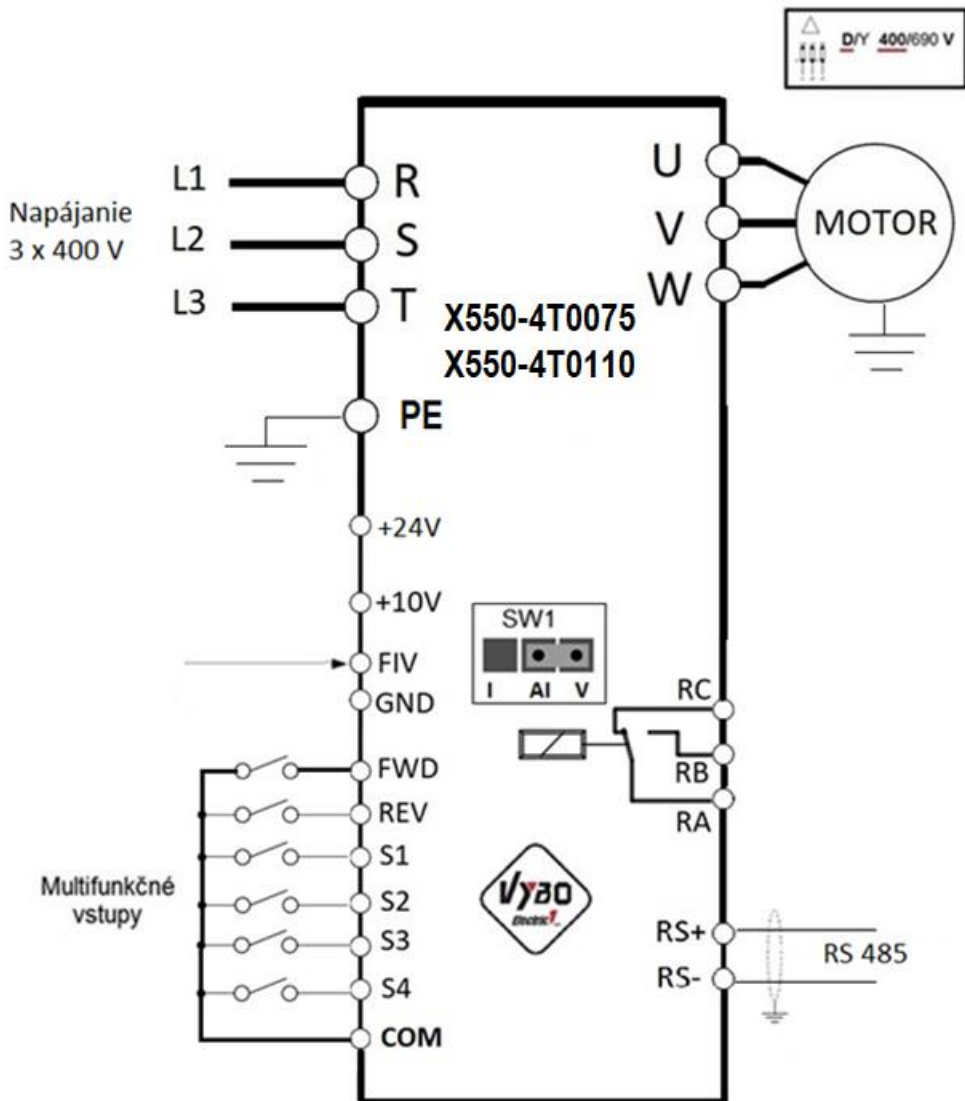 D/Y 400/690 V
Napájanie
3 x 400 V
L1
L2
L3
R
S
T
PE
U
V
W
MOTOR
X550-4T0075
X550-4T0110
+24V
+10V
FIV
GND
SW1
I AI V
RC
RB
RA
FWD
REV
S1
S2
S3
S4
COM
Multifunkčné
vstupy
VYBO
Electric
RS+
RS-
RS 485